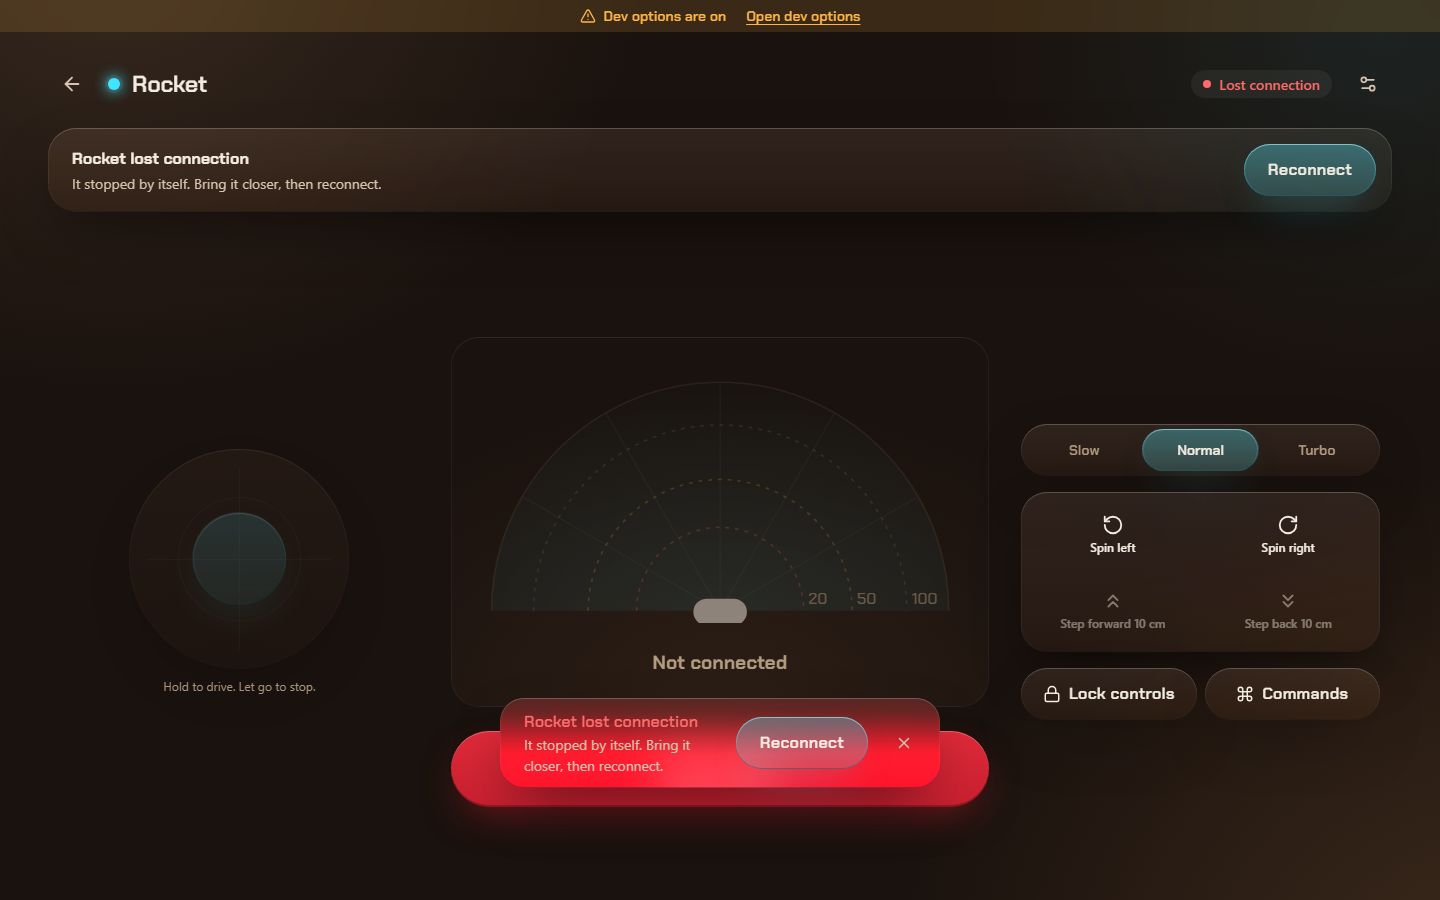 Dev options are on Open dev options
Rocket
Lost connection
Rocket lost connection
It stopped by itself. Bring it closer, then reconnect.
Reconnect
20 50 100
Not connected
Hold to drive. Let go to stop.
Slow Normal Turbo
Spin left Spin right
Step forward 10 cm Step back 10 cm
Lock controls Commands
Rocket lost connection
It stopped by itself. Bring it
closer, then reconnect.
Reconnect